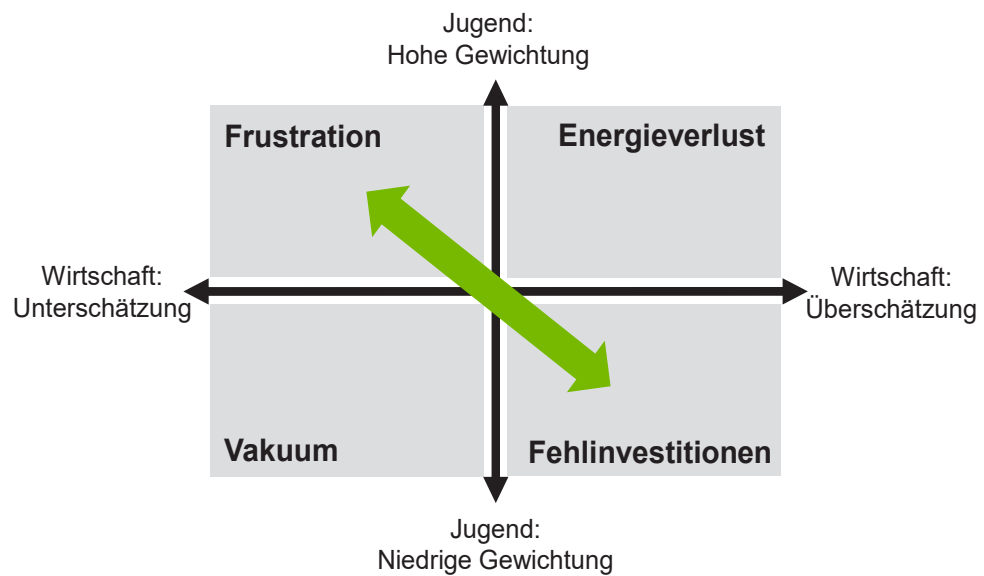 Jugend:
Hohe Gewichtung
Frustration
Energieverlust
Wirtschaft:
Unterschätzung
Wirtschaft:
Überschätzung
Vakuum
Fehlinvestitionen
Jugend:
Niedrige Gewichtung